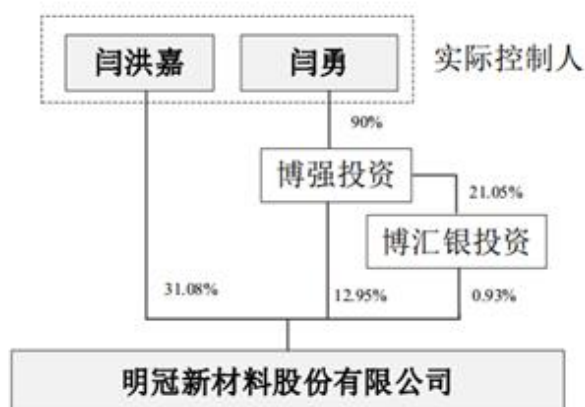 闫洪嘉 闫勇 实际控制人
90%
博强投资
21.05%
博汇银投资
31.08% 12.95% 0.93%
明冠新材料股份有限公司